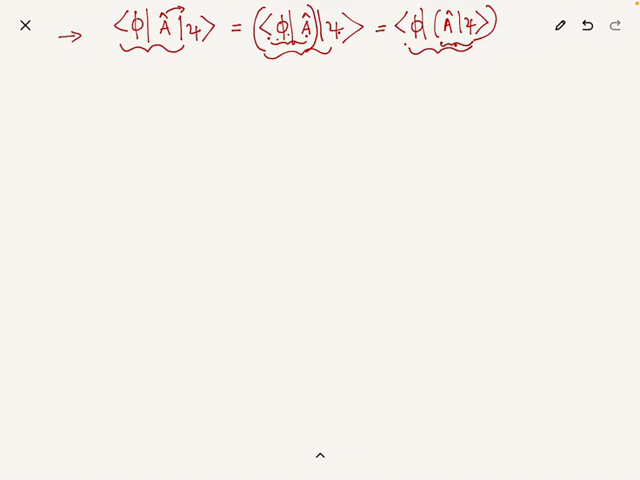 → ⟨ϕ| Â |ψ⟩ = (⟨ϕ| Â)|ψ⟩ = ⟨ϕ| (Â|ψ⟩)